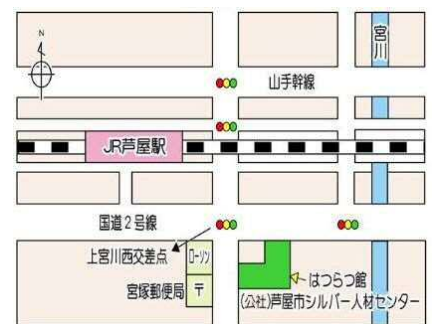 N
宮川
山手幹線
JR芦屋駅
国道2号線
上宮川西交差点
ローソン
宮塚郵便局
〒
はつらつ館
(公社)芦屋市シルバー人材センター